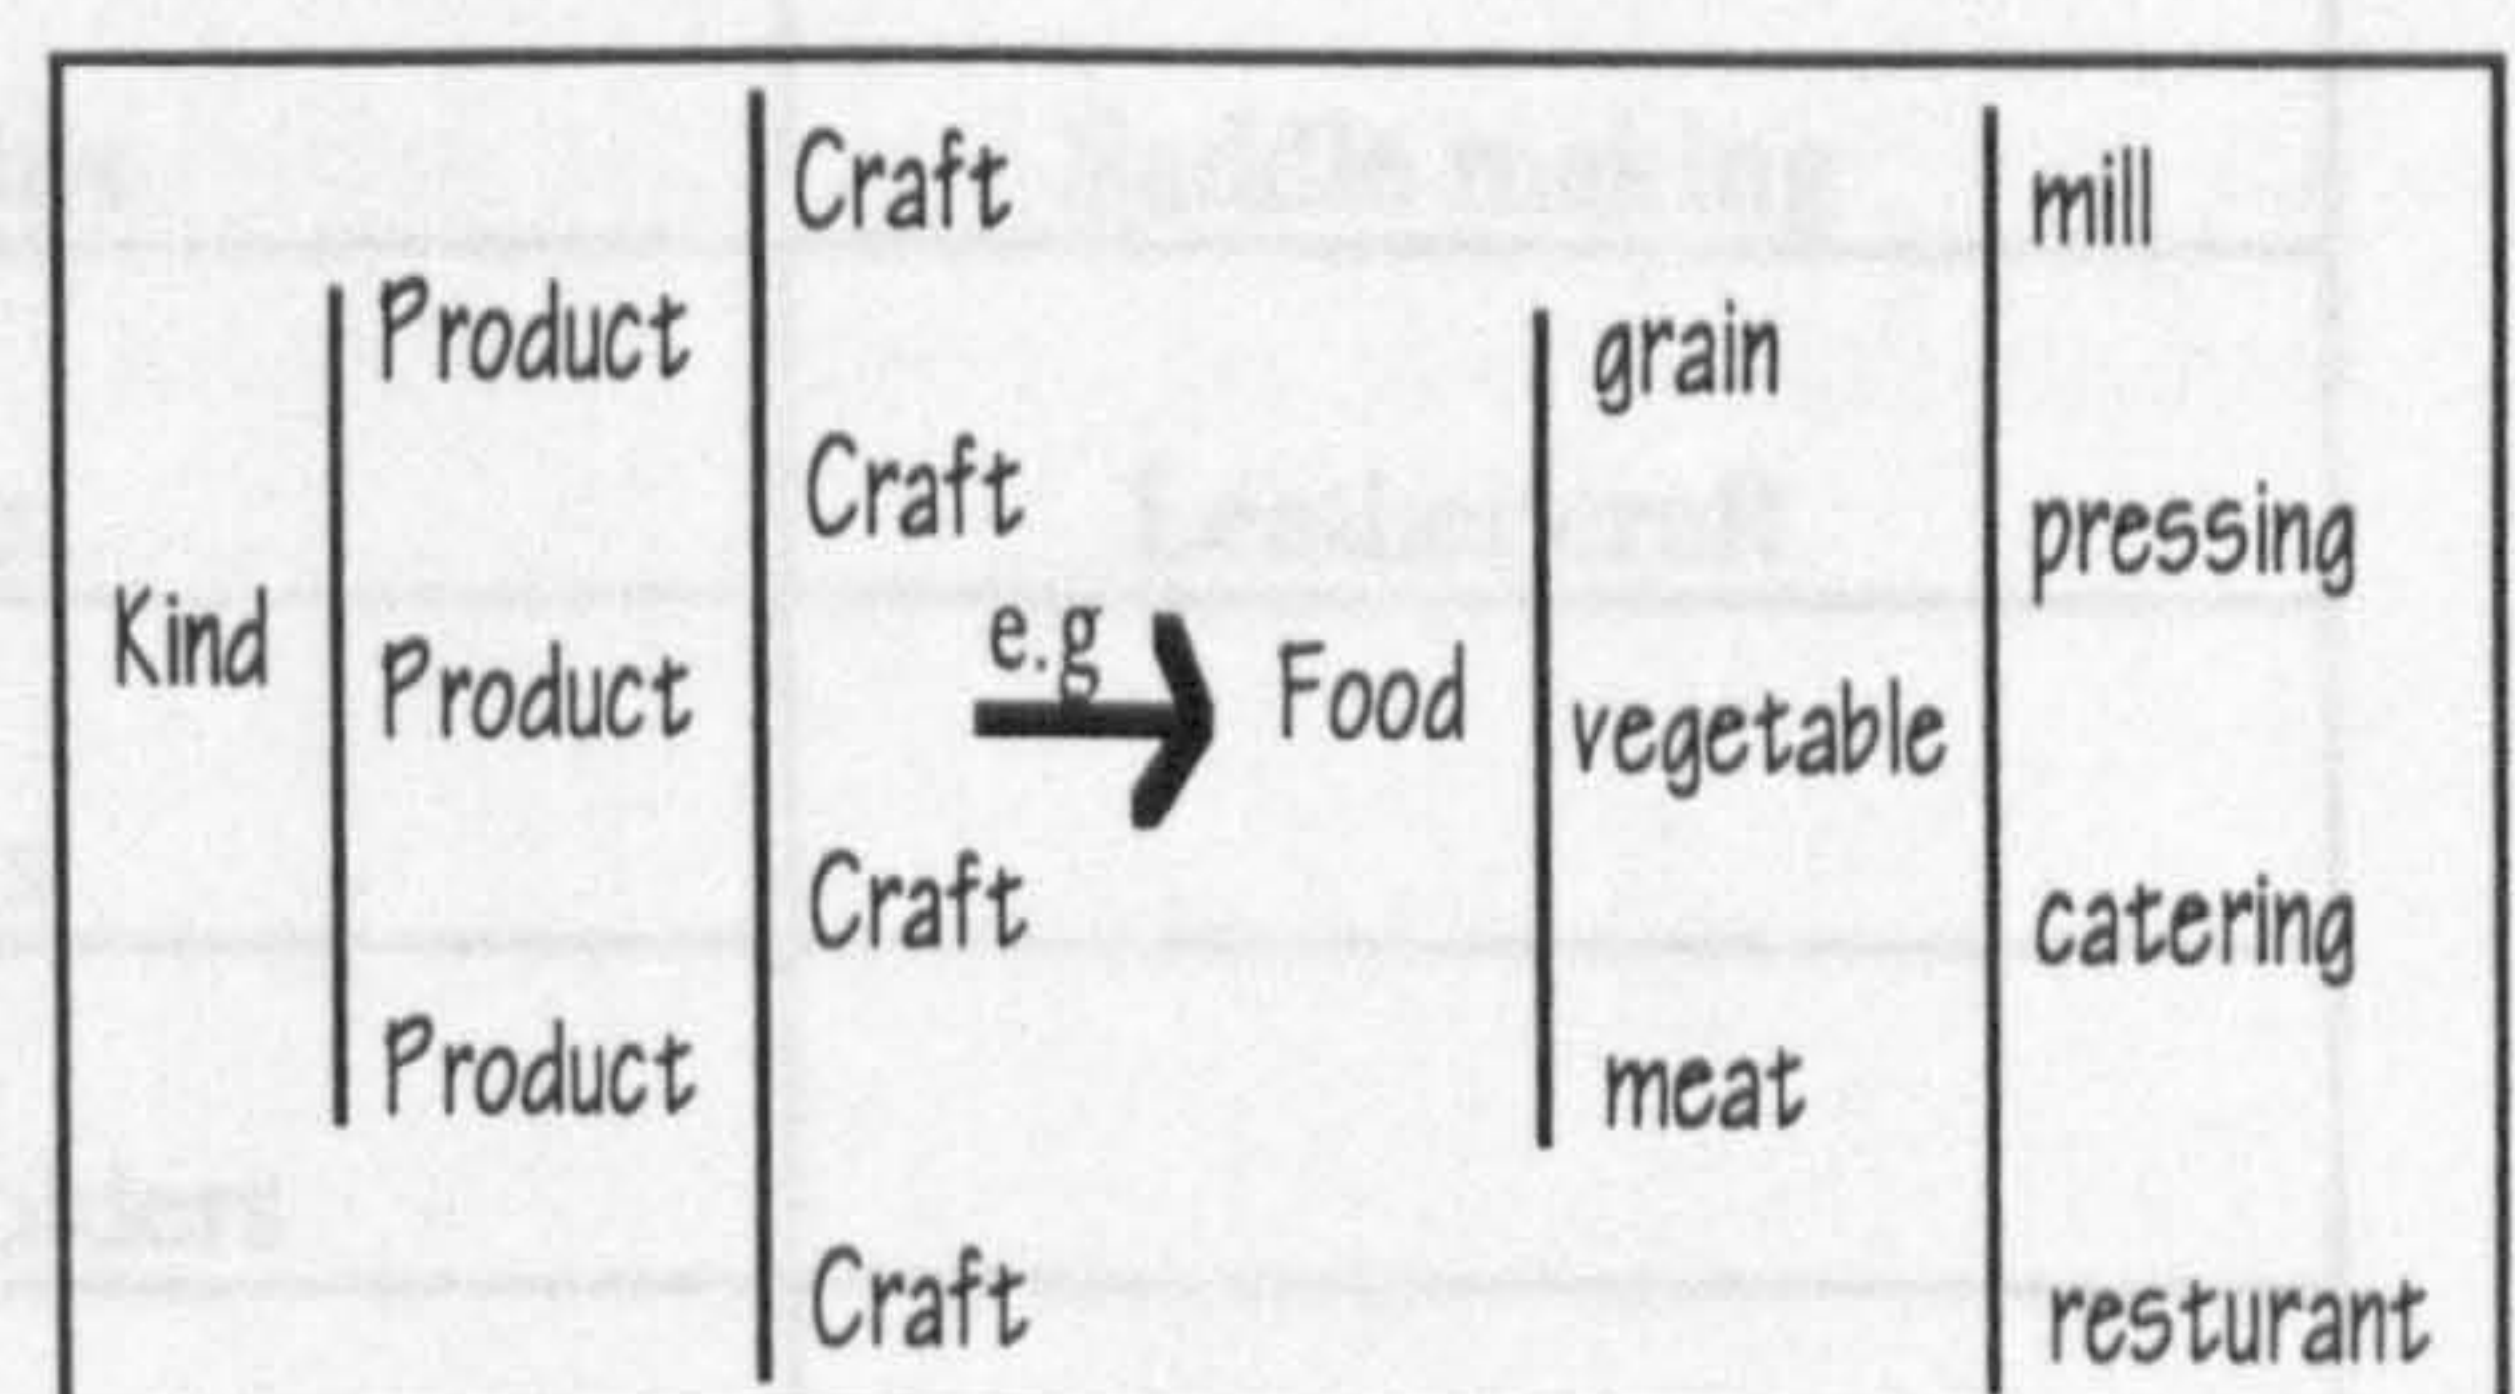 Craft
mill
Product
grain
Craft
pressing
Kind
Product
e.g
Food
vegetable
Craft
catering
Product
meat
Craft
resturant